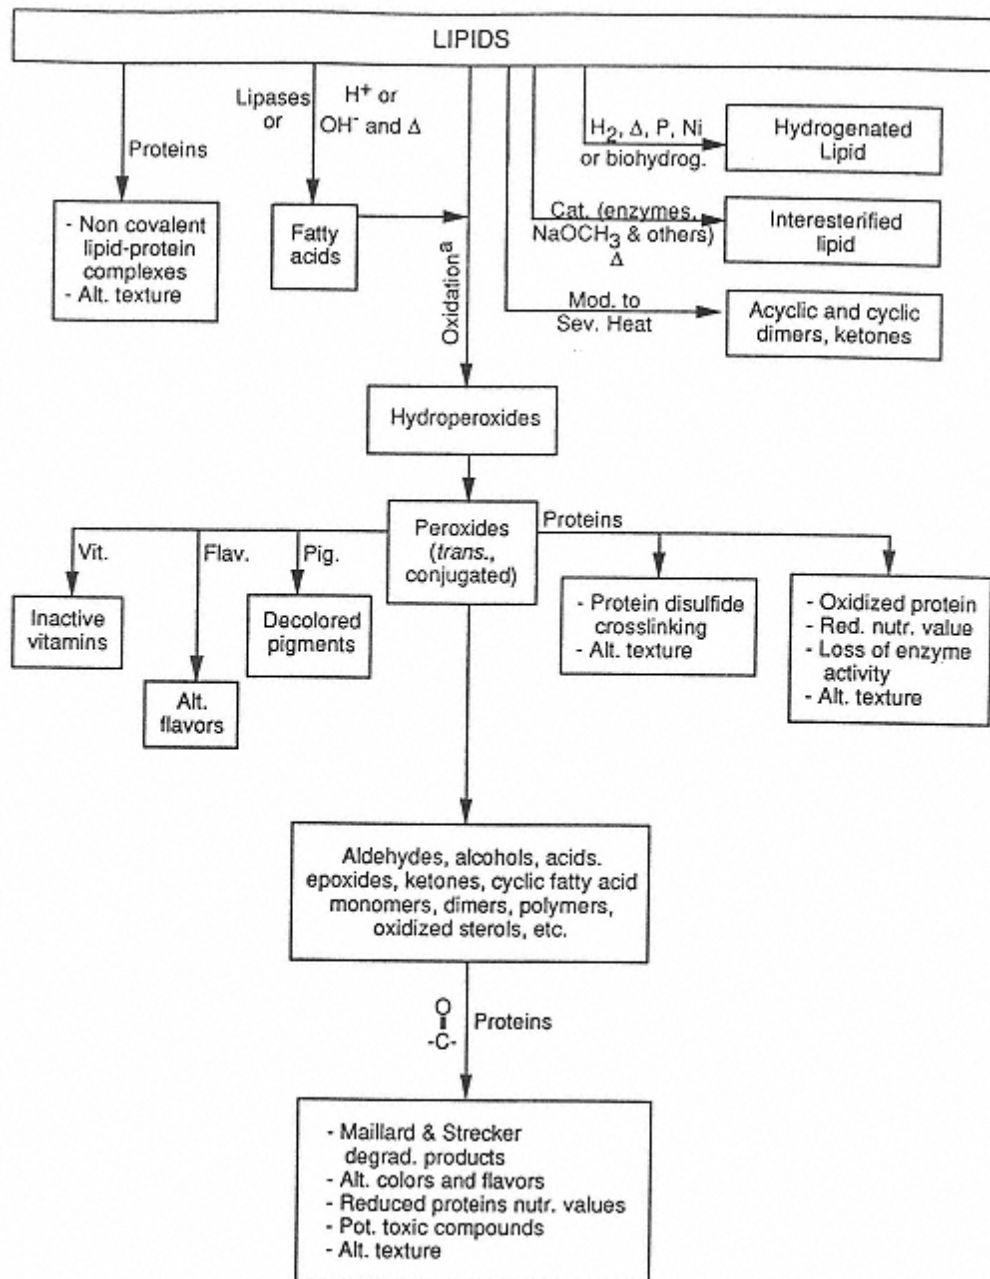 LIPIDS
Lipases
or
H+ or
OH- and Δ
Proteins
H2, Δ, P, Ni
or biohydrog.
Hydrogenated
Lipid
- Non covalent
lipid-protein
complexes
- Alt. texture
Fatty
acids
Oxidationa
Cat. (enzymes,
NaOCH3 & others)
Δ
Interesterified
lipid
Mod. to
Sev. Heat
Acyclic and cyclic
dimers, ketones
Hydroperoxides
Peroxides
(trans.,
conjugated)
Proteins
Vit.
Flav.
Pig.
Inactive
vitamins
Alt.
flavors
Decolored
pigments
- Protein disulfide
crosslinking
- Alt. texture
- Oxidized protein
- Red. nutr. value
- Loss of enzyme
activity
- Alt. texture
Aldehydes, alcohols, acids.
epoxides, ketones, cyclic fatty acid
monomers, dimers, polymers,
oxidized sterols, etc.
O
-C-
Proteins
- Maillard & Strecker
degrad. products
- Alt. colors and flavors
- Reduced proteins nutr. values
- Pot. toxic compounds
- Alt. texture